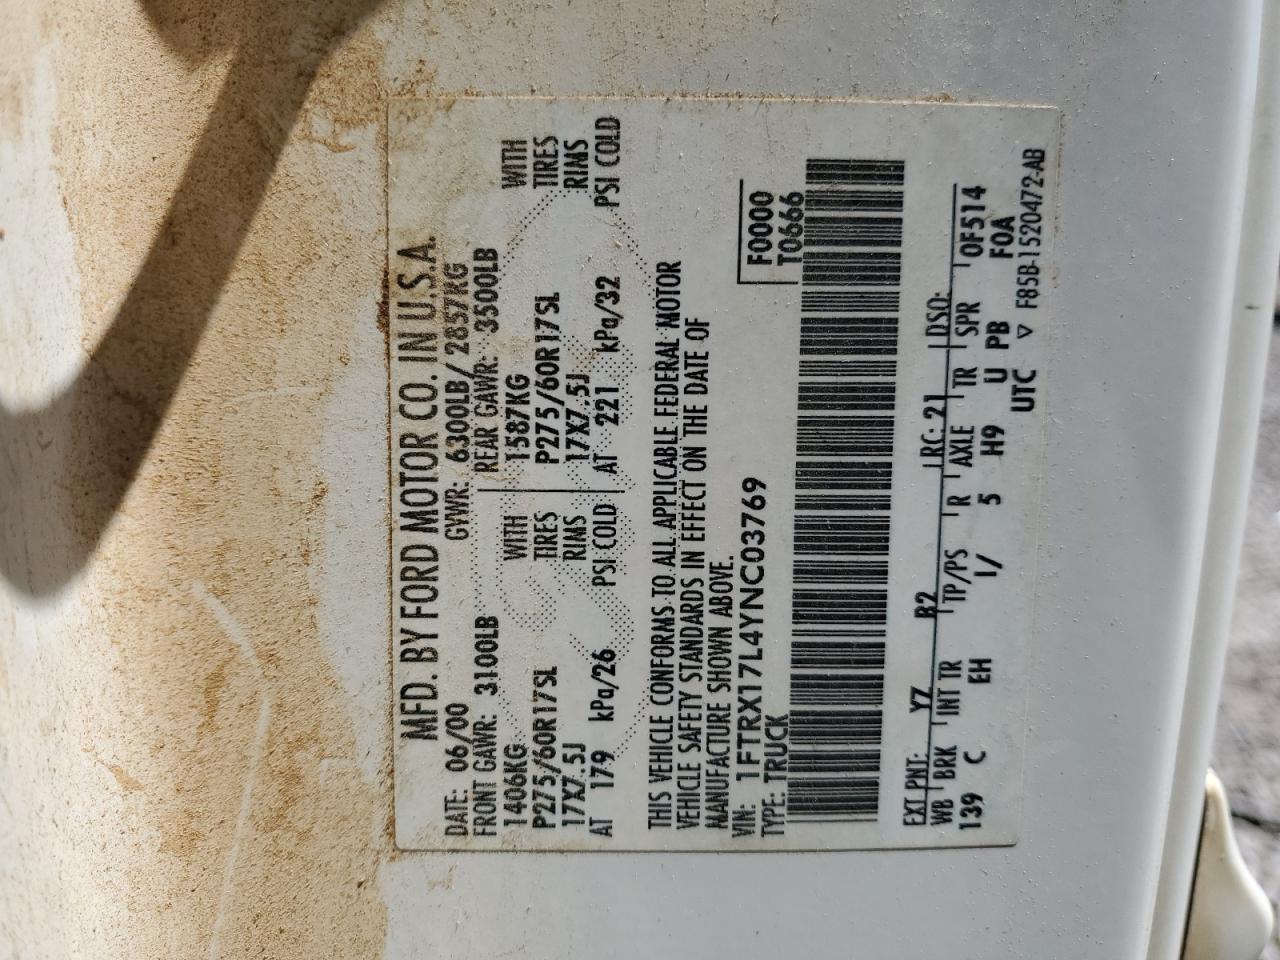 MFD. BY FORD MOTOR CO. IN U.S.A.
DATE: 06/00 GVWR: 6300LB/ 2857KG
FRONT GAWR: 3100LB REAR GAWR: 3500LB
1406KG WITH 1587KG WITH
P275/60R17SL TIRES P275/60R17SL TIRES
17X7.5J RIMS 17X7.5J RIMS
AT 179 kPa/26 PSI COLD AT 221 kPa/32 PSI COLD
THIS VEHICLE CONFORMS TO ALL APPLICABLE FEDERAL MOTOR
VEHICLE SAFETY STANDARDS IN EFFECT ON THE DATE OF
MANUFACTURE SHOWN ABOVE.
VIN: 1FTRX17L4YNC03769 F0000
TYPE: TRUCK T0666
EXT PNT: YZ B2 RC: 21 DSO:
WB BRK INT TR TP/PS R AXLE TR SPR 0F514
139 C EH I/ 5 H9 U PB F0A
UTC ▽ F85B-1520472-AB